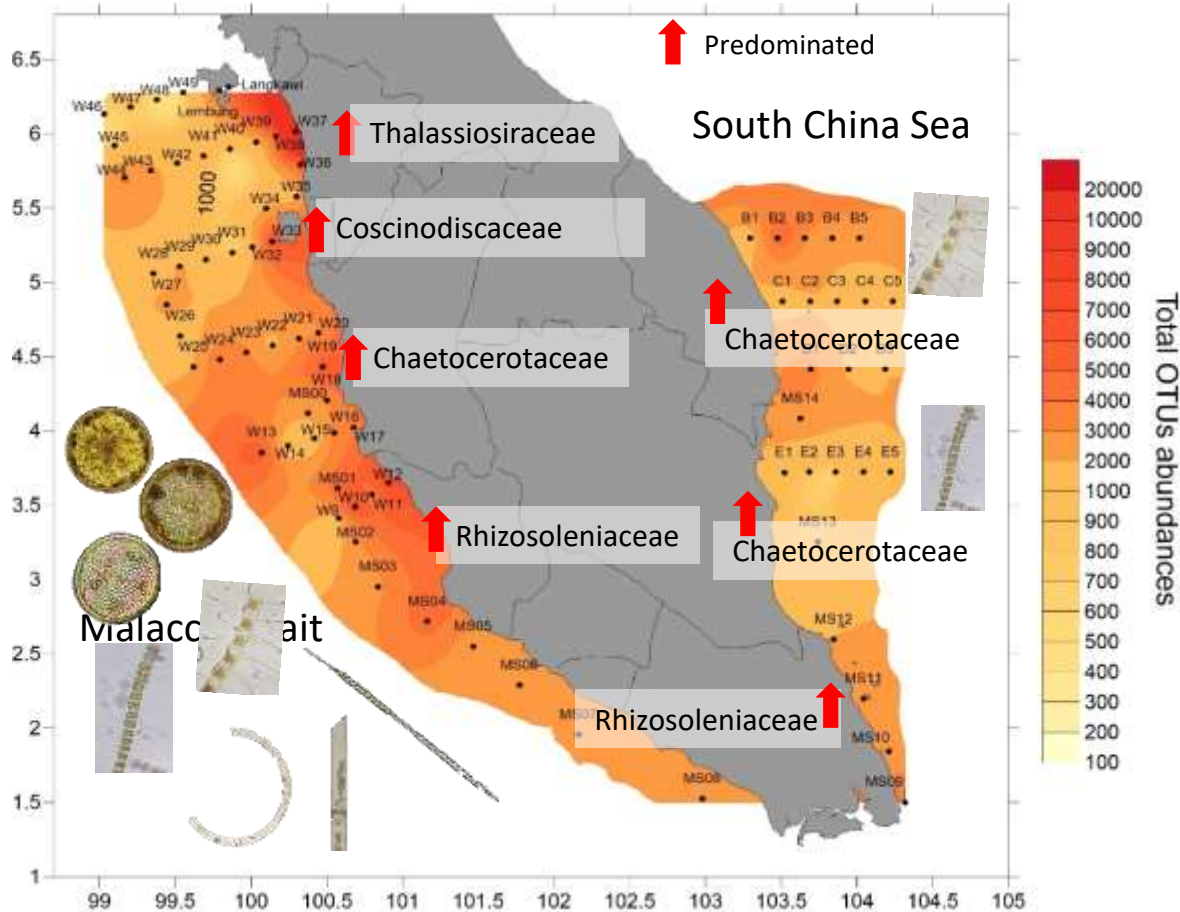 Predominated
South China Sea
Thalassiosiraceae
Coscinodiscaceae
Chaetocerotaceae
Rhizosoleniaceae
Chaetocerotaceae
Chaetocerotaceae
Rhizosoleniaceae
Malacc ait
Langkawi
Lembung
1000
W46 W47 W48 W49
W45 W44 W43 W42 W41 W40 W39 W37
W38
W36
W35
W34
W33
W32
W28 W29 W30 W31
W27
W26
W25 W24 W23 W22 W21 W20
W19
W18
MS00
W16
W15
W17
W13
W14
W12
MS01
W10
W11
W9
MS02
MS03
MS04
MS05
MS06
MS07
MS08
B1 B2 B3 B4 B5
C1 C2 C3 C4 C5
MS14
E1 E2 E3 E4 E5
MS13
MS12
MS11
MS10
MS09
6.5
6
5.5
5
4.5
4
3.5
3
2.5
2
1.5
1
99 99.5 100 100.5 101 101.5 102 102.5 103 103.5 104 104.5 105
20000
10000
9000
8000
7000
6000
5000
4000
3000
2000
1000
900
800
700
600
500
400
300
200
100
Total OTUs abundances